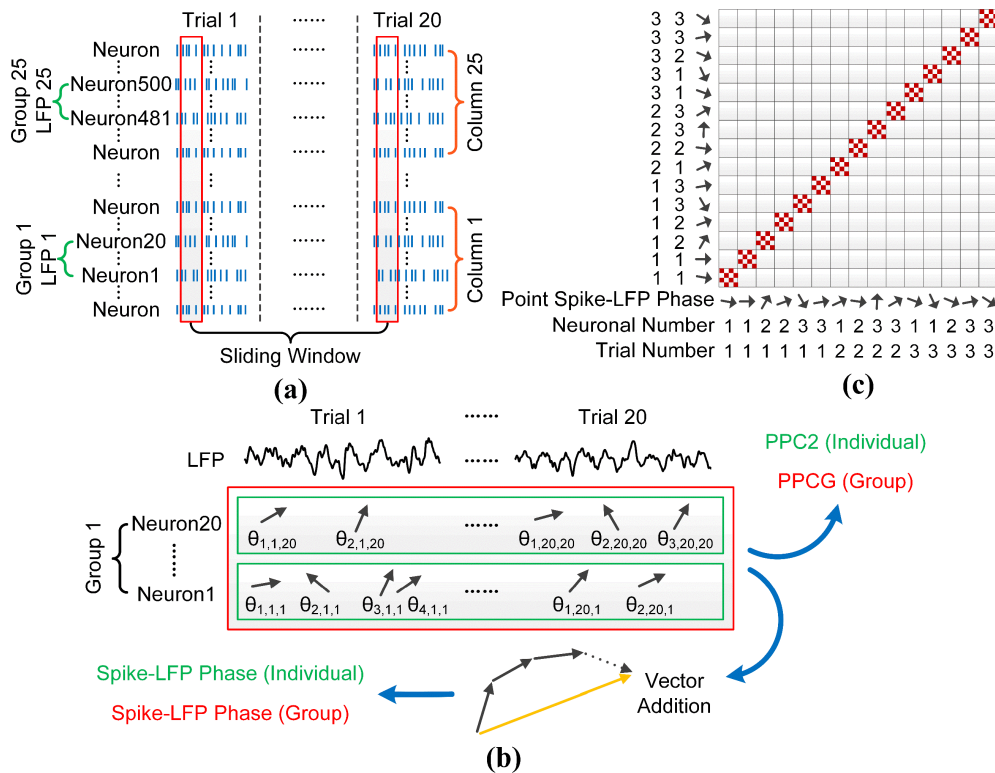 Trial 1 ...... Trial 20
Neuron
Neuron500
Neuron481
Neuron
Group 25
LFP 25
Column 25
Neuron
Neuron20
Neuron1
Neuron
Group 1
LFP 1
Column 1
Sliding Window
(a)
3 3
3 3
3 2
3 1
3 1
2 3
2 3
2 2
2 1
1 3
1 3
1 2
1 2
1 1
1 1
Point Spike-LFP Phase
Neuronal Number 1 1 2 2 3 3 1 2 3 3 1 1 2 3 3
Trial Number 1 1 1 1 1 1 2 2 2 2 3 3 3 3 3
(c)
Trial 1 ...... Trial 20
LFP ......
PPC2 (Individual)
PPCG (Group)
Group 1
Neuron20
θ1,1,20 θ2,1,20 ...... θ1,20,20 θ2,20,20 θ3,20,20
Neuron1
θ1,1,1 θ2,1,1 θ3,1,1 θ4,1,1 ...... θ1,20,1 θ2,20,1
Spike-LFP Phase (Individual)
Spike-LFP Phase (Group)
Vector
Addition
(b)